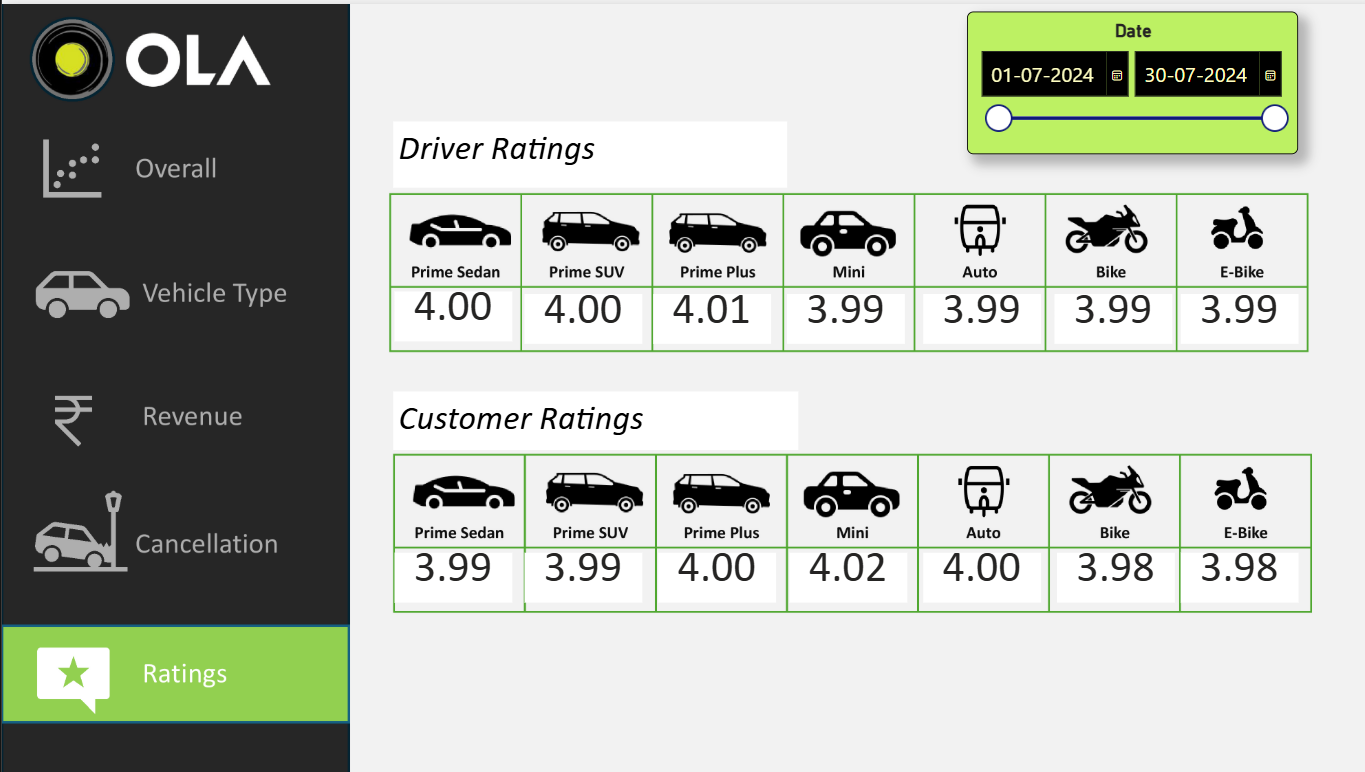 OLA
Date
01-07-2024 30-07-2024
Overall
Vehicle Type
Revenue
Cancellation
Ratings
Driver Ratings
Prime Sedan Prime SUV Prime Plus Mini Auto Bike E-Bike
4.00 4.00 4.01 3.99 3.99 3.99 3.99
Customer Ratings
Prime Sedan Prime SUV Prime Plus Mini Auto Bike E-Bike
3.99 3.99 4.00 4.02 4.00 3.98 3.98